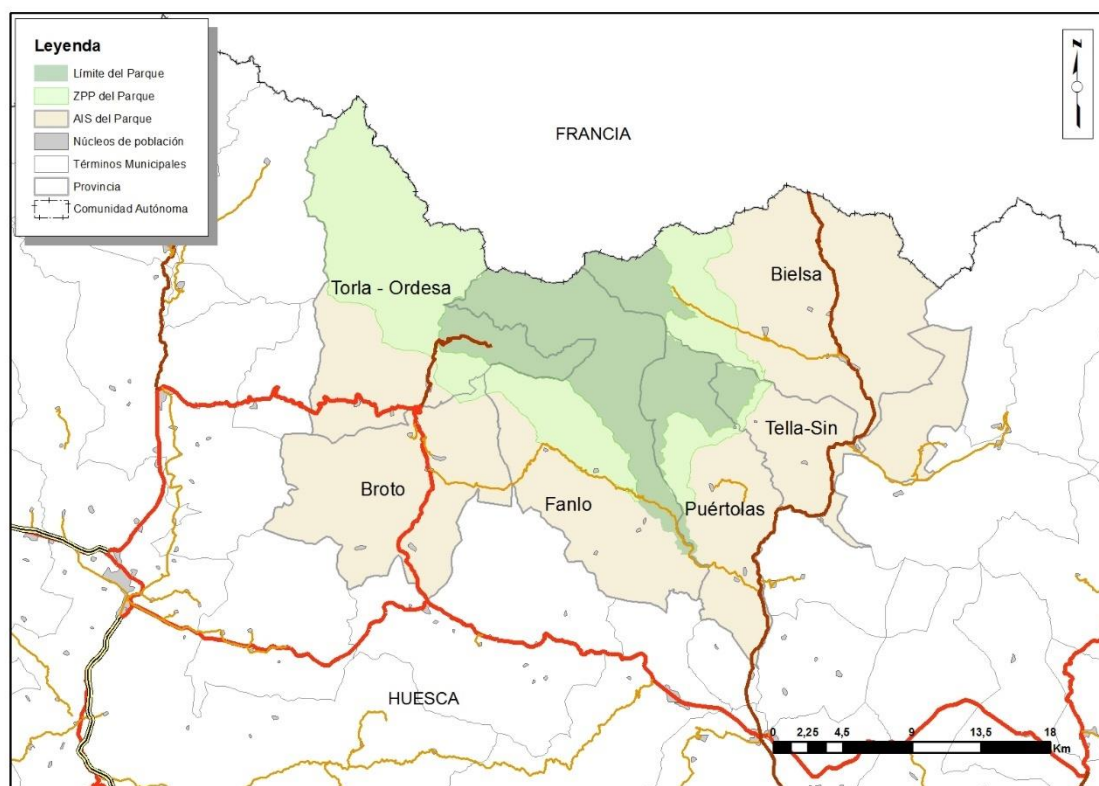 Leyenda
Límite del Parque
ZPP del Parque
AIS del Parque
Núcleos de población
Términos Municipales
Provincia
Comunidad Autónoma
N
FRANCIA
Torla - Ordesa
Bielsa
Tella-Sin
Broto
Fanlo
Puértolas
HUESCA
0 2,25 4,5 9 13,5 18
Km